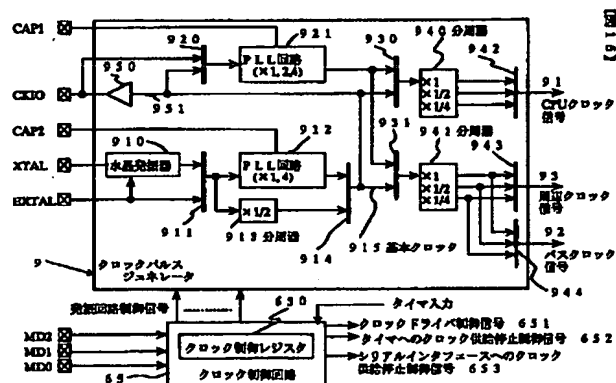 【図16】
CAP1
920
921
930
940 分周器
942
PLL回路
(×1,2,4)
×1
×1/2
×1/4
950
951
CKIO
91
CPUクロック
信号
CAP2
922
931
941 分周器
943
XTAL
910
水晶発振器
PLL回路
(×1,4)
×1
×1/2
×1/4
93
周辺クロック
信号
EXTAL
×1/2
911
913 分周器
914
915 基本クロック
92
バスクロック
信号
9
クロックパルス
ジェネレータ
944
発振回路制御信号
630
タイマ入力
MD2
MD1
MD0
クロック制御レジスタ
クロックドライバ制御信号 651
タイマへのクロック供給停止制御信号 652
シリアルインタフェースへのクロック
供給停止制御信号 653
65
クロック制御回路